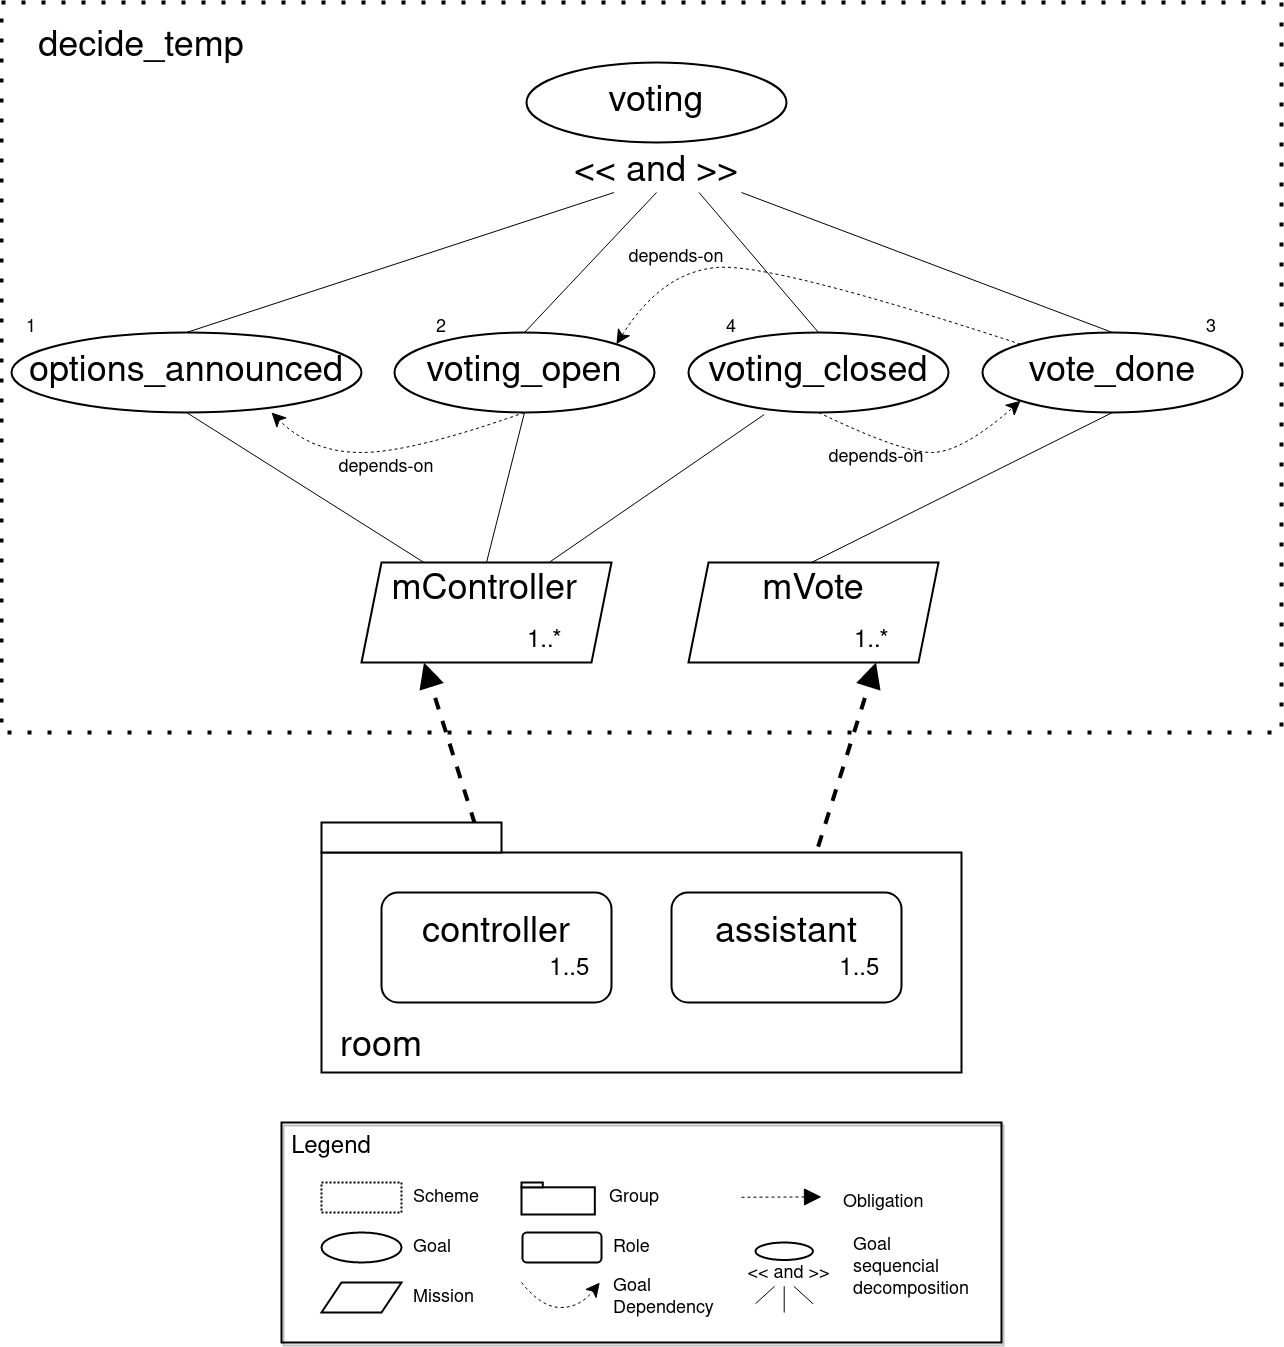 decide_temp
voting
<< and >>
depends-on
1
2
4
3
options_announced
voting_open
voting_closed
vote_done
depends-on
depends-on
mController
1..*
mVote
1..*
controller
1..5
assistant
1..5
room
Legend
Scheme
Group
Obligation
Goal
Role
Goal
sequencial
decomposition
<< and >>
Mission
Goal
Dependency